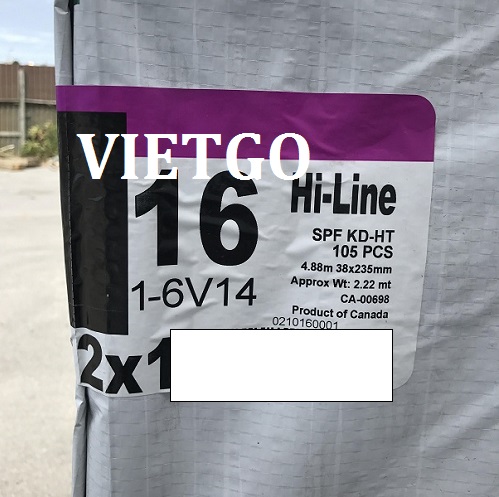 VIETGO
16
Hi-Line
SPF KD-HT
105 PCS
4.88m 38x235mm
Approx Wt: 2.22 mt
CA-00698
Product of Canada
1-6V14
0210160001
2x1